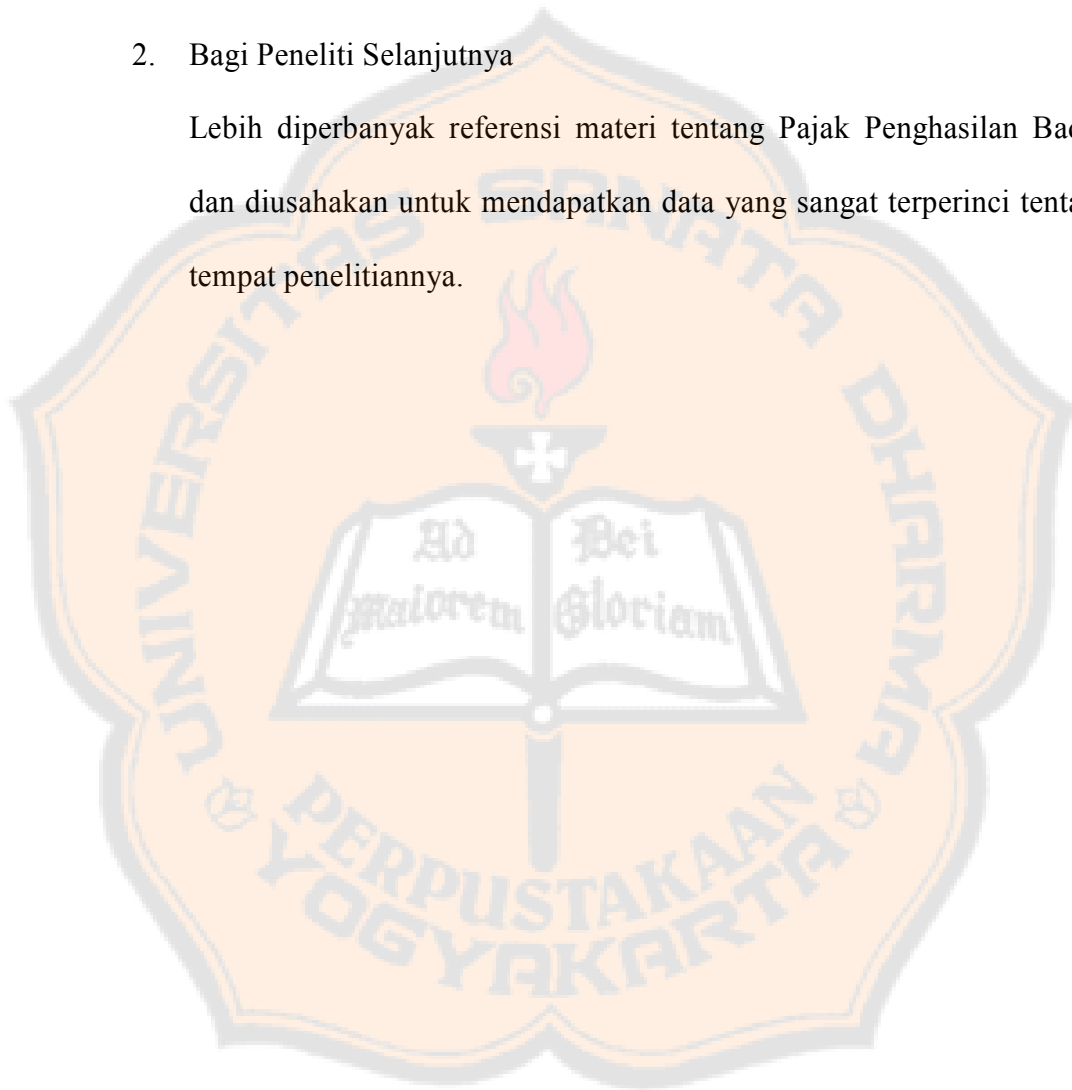 2. Bagi Peneliti Selanjutnya
Lebih diperbanyak referensi materi tentang Pajak Penghasilan
dan diusahakan untuk mendapatkan data yang sangat terperinci
tempat penelitiannya.
UNIVERSITAS SANATA DHARMA
Ad Maiorem
Dei Gloriam
PERPUSTAKAAN
YOGYAKARTA